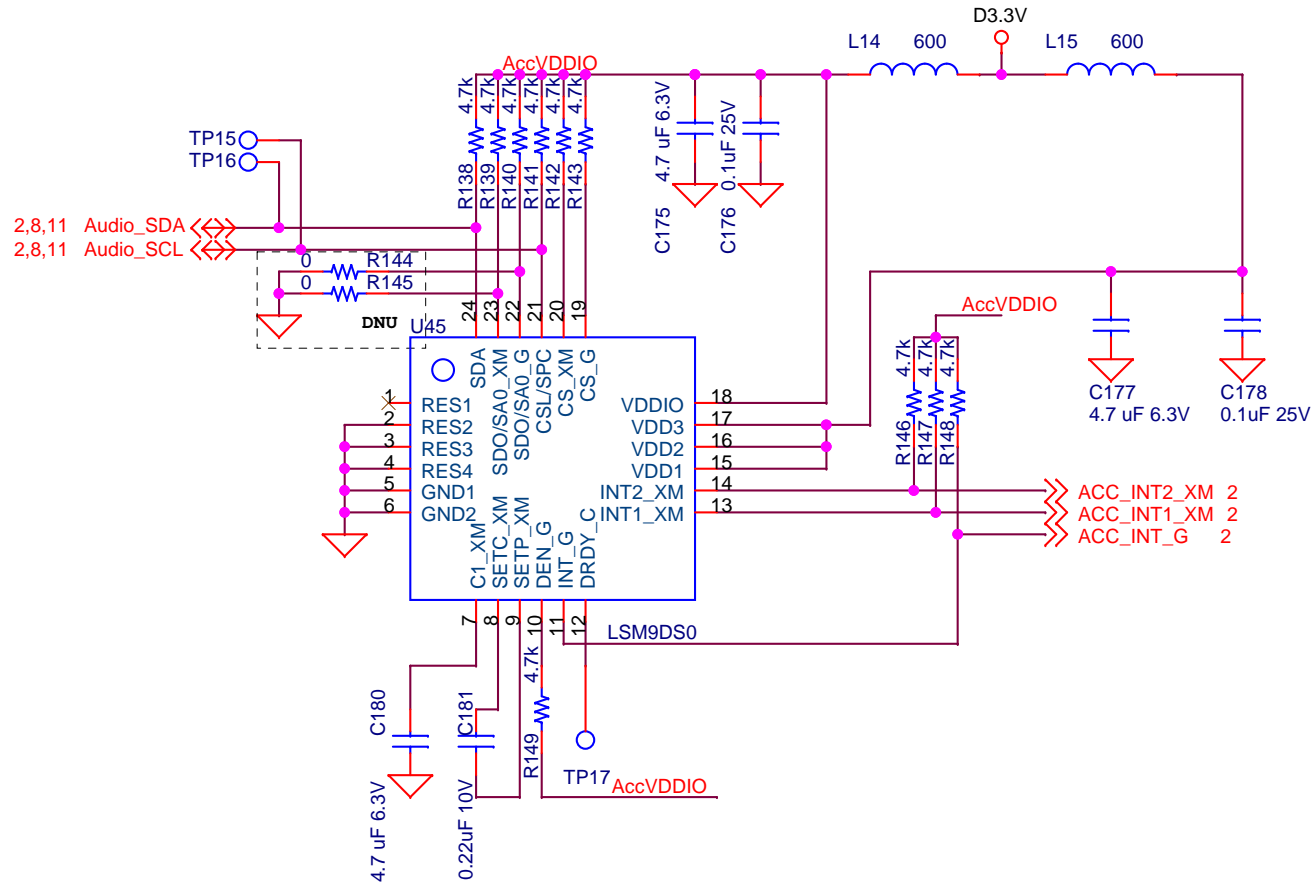 D3.3V
L14 600
L15 600
AccVDDIO
4.7k
4.7k
4.7k
4.7k
4.7k
4.7k
R138
R139
R140
R141
R142
R143
4.7 uF 6.3V
C175
0.1uF 25V
C176
TP15
TP16
2,8,11 Audio_SDA
2,8,11 Audio_SCL
0 R144
0 R145
DNU
U45
24
23
22
21
20
19
SDA
SDO/SA0_XM
SDO/SA0_G
CSL/SPC
CS_XM
CS_G
1 RES1
2 RES2
3 RES3
4 RES4
5 GND1
6 GND2
VDDIO 18
VDD3 17
VDD2 16
VDD1 15
INT2_XM 14
INT1_XM 13
C1_XM
SETC_XM
SETP_XM
DEN_G
INT_G
DRDY_C
7
8
9
10
11
12
LSM9DS0
AccVDDIO
4.7k
4.7k
4.7k
R146
R147
R148
C177
4.7 uF 6.3V
C178
0.1uF 25V
ACC_INT2_XM 2
ACC_INT1_XM 2
ACC_INT_G 2
C180
4.7 uF 6.3V
C181
0.22uF 10V
4.7k
R149
TP17
AccVDDIO